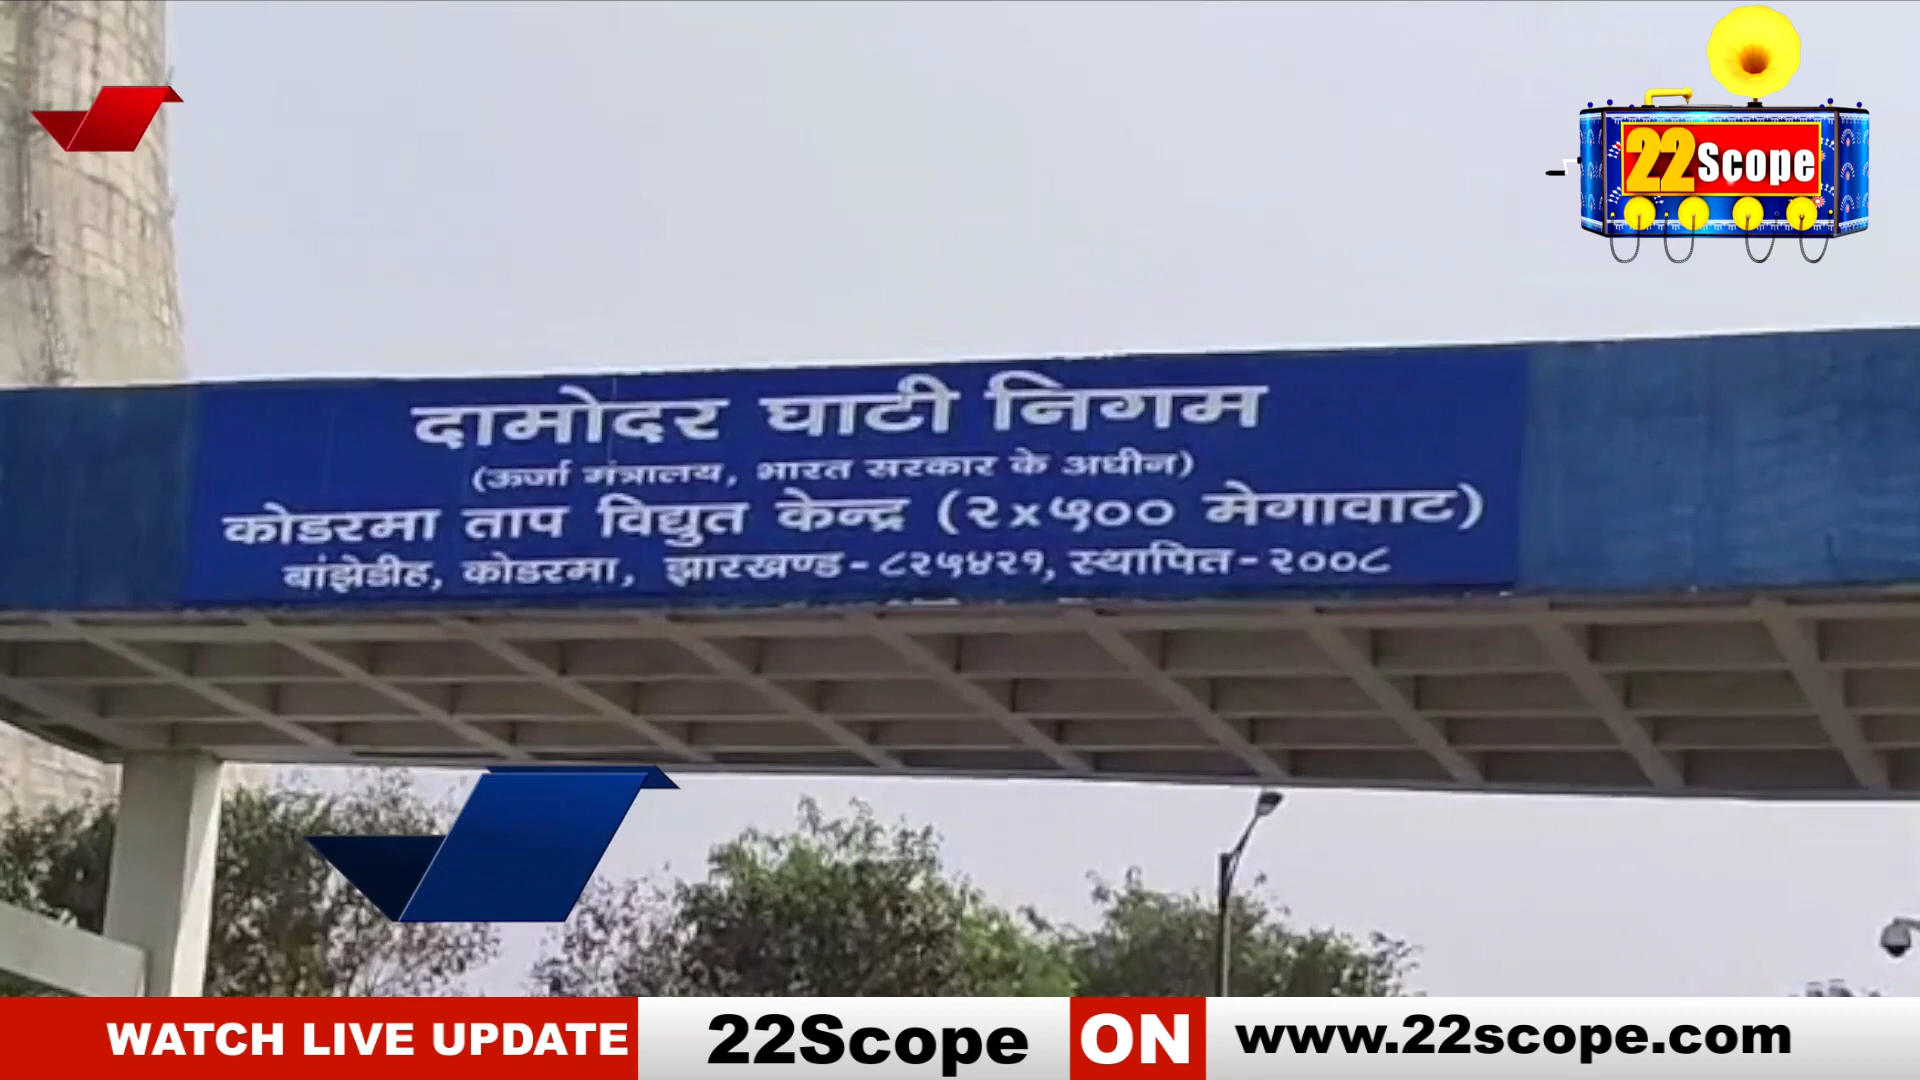 22Scope
दामोदर घाटी निगम
(ऊर्जा मंत्रालय, भारत सरकार के अधीन)
कोडरमा ताप विद्युत केन्द्र (२x५०० मेगावाट)
बांझेडीह, कोडरमा, झारखण्ड-८२५४२१, स्थापित-२००८
WATCH LIVE UPDATE 22Scope ON www.22scope.com